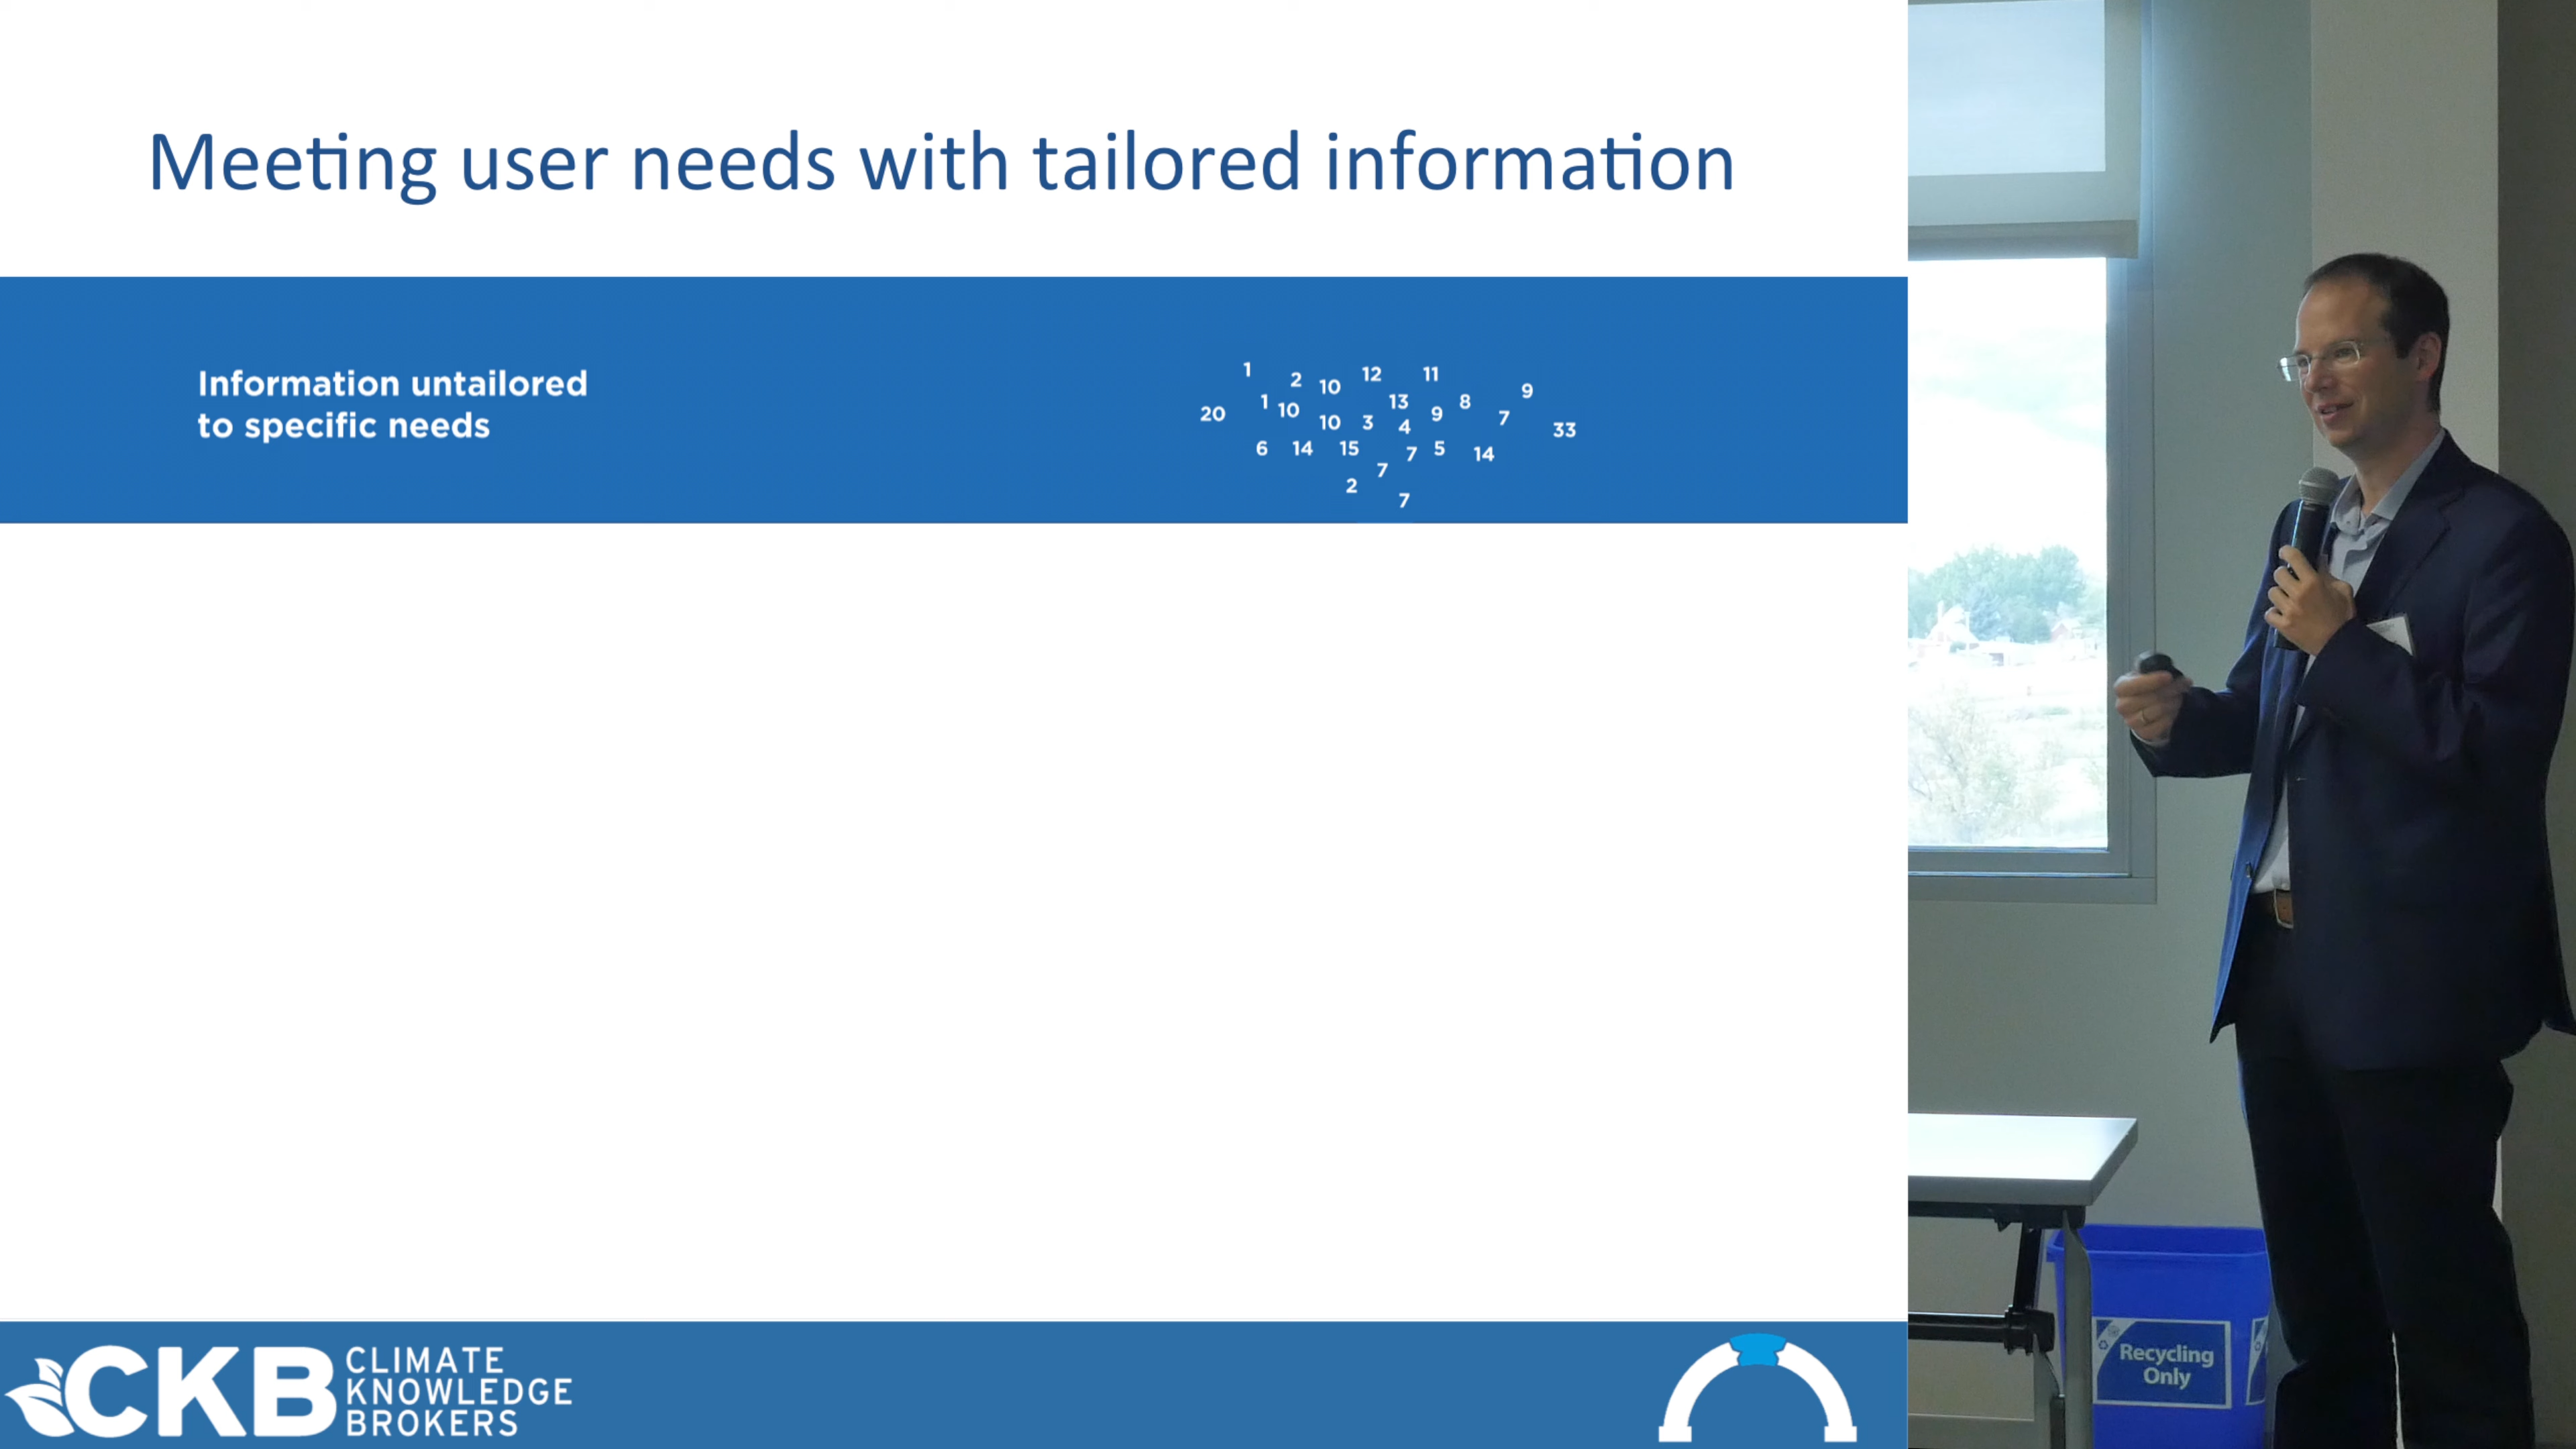 Meeting user needs with tailored information
Information untailored
to specific needs
1 2 10 12 11 9
20 1 10 10 3 13 4 9 8 7 33
6 14 15 7 7 5 14
2 7
CKB CLIMATE
KNOWLEDGE
BROKERS
Recycling
Only